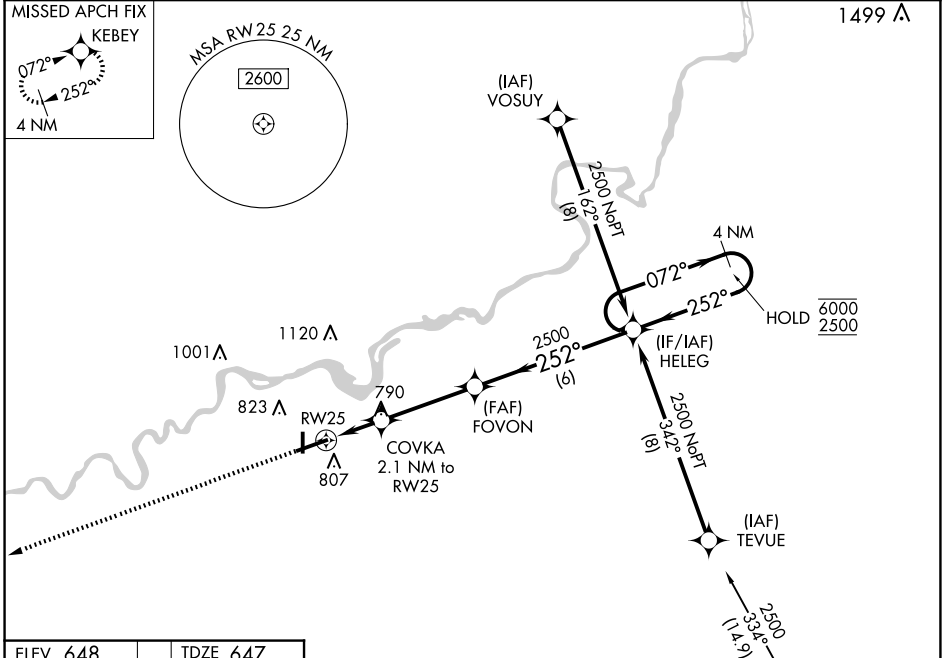 MISSED APCH FIX
KEBEY
072°
252°
4 NM
MSA RW25 25 NM
2600
1499
(IAF)
VOSUY
2500 NoPT
162°
(8)
4 NM
072°
252°
HOLD
6000
2500
(IF/IAF)
HELEG
2500
252°
(6)
1120
1001
(FAF)
FOVON
790
823
RW25
COVKA
2.1 NM to
RW25
807
2500 NoPT
342°
(8)
(IAF)
TEVUE
2500
334°
(14.9)
ELEV 648
TDZE 647